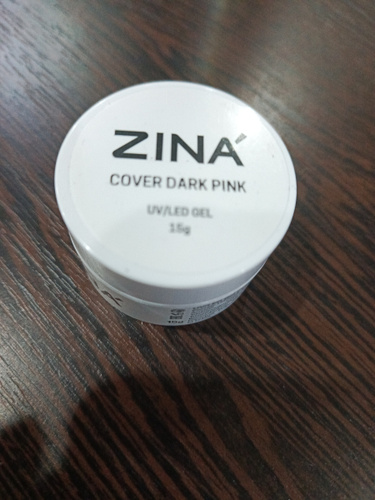 ZINA´
COVER DARK PINK
UV/LED GEL
15g